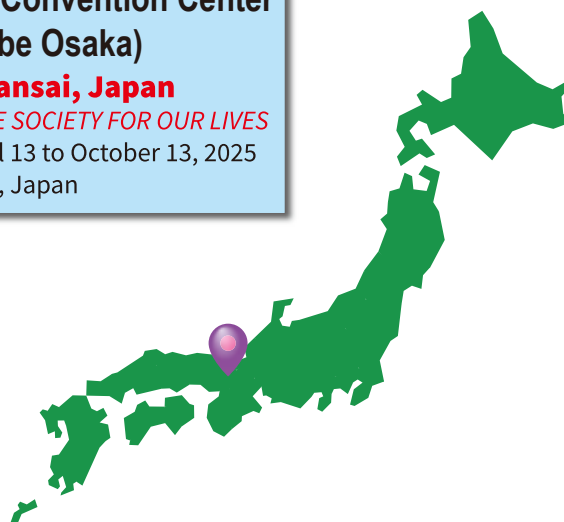 Convention Center
be Osaka)
ansai, Japan
E SOCIETY FOR OUR LIVES
l 13 to October 13, 2025
, Japan